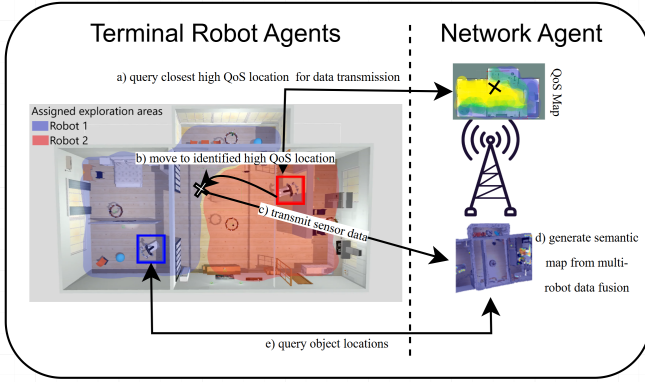 Terminal Robot Agents
Network Agent
a) query closest high QoS location for data transmission
QoS Map
Assigned exploration areas
Robot 1
Robot 2
b) move to identified high QoS location
c) transmit sensor data
d) generate semantic
map from multi-
robot data fusion
e) query object locations